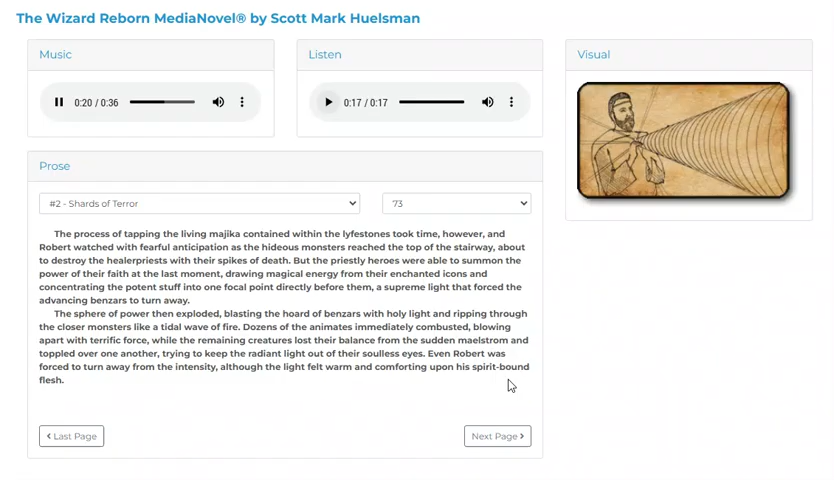 The Wizard Reborn MediaNovel® by Scott Mark Huelsman
Music
0:20 / 0:36
Listen
0:17 / 0:17
Visual
Prose
#2 - Shards of Terror
73
The process of tapping the living majika contained within the lyfestones took time, however, and
Robert watched with fearful anticipation as the hideous monsters reached the top of the stairway, about
to destroy the healerpriests with their spikes of death. But the priestly heroes were able to summon the
power of their faith at the last moment, drawing magical energy from their enchanted icons and
concentrating the potent stuff into one focal point directly before them, a supreme light that forced the
advancing benzars to turn away.
The sphere of power then exploded, blasting the hoard of benzars with holy light and ripping through
the closer monsters like a tidal wave of fire. Dozens of the animates immediately combusted, blowing
apart with terrific force, while the remaining creatures lost their balance from the sudden maelstrom and
toppled over one another, trying to keep the radiant light out of their soulless eyes. Even Robert was
forced to turn away from the intensity, although the light felt warm and comforting upon his spirit-bound
flesh.
Last Page
Next Page